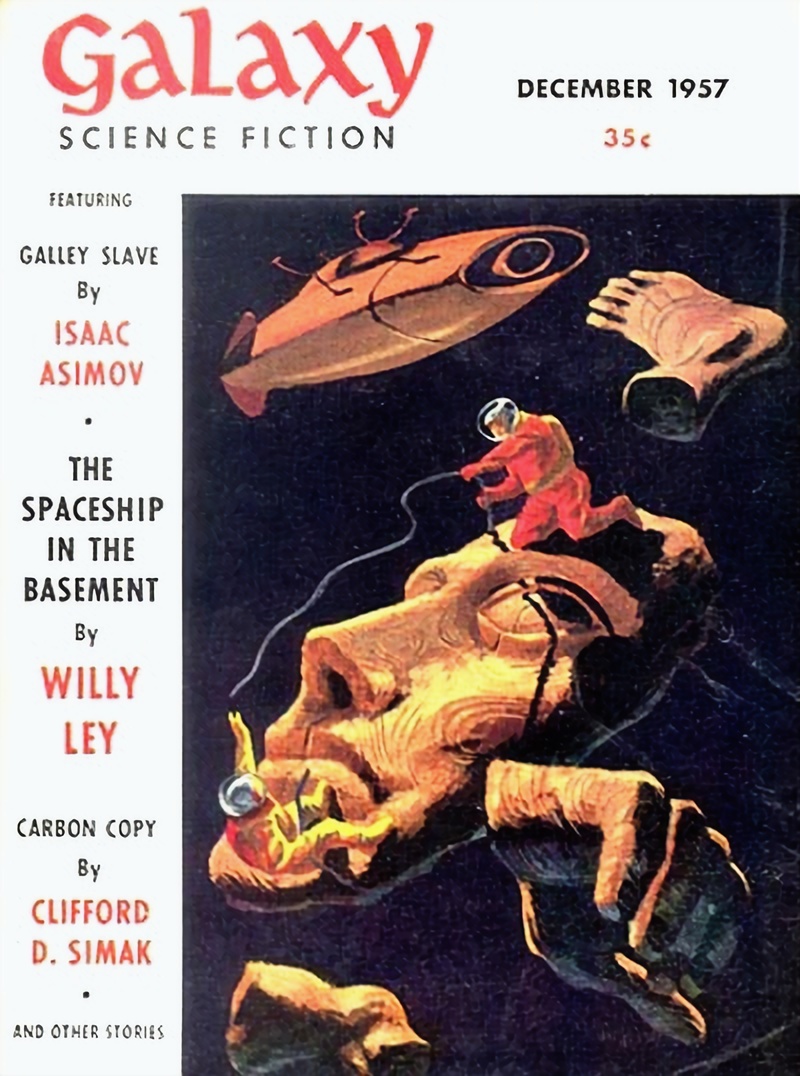 Galaxy
SCIENCE FICTION
DECEMBER 1957
35¢
FEATURING
GALLEY SLAVE
By
ISAAC
ASIMOV
•
THE
SPACESHIP
IN THE
BASEMENT
By
WILLY
LEY
CARBON COPY
By
CLIFFORD
D. SIMAK
•
AND OTHER STORIES